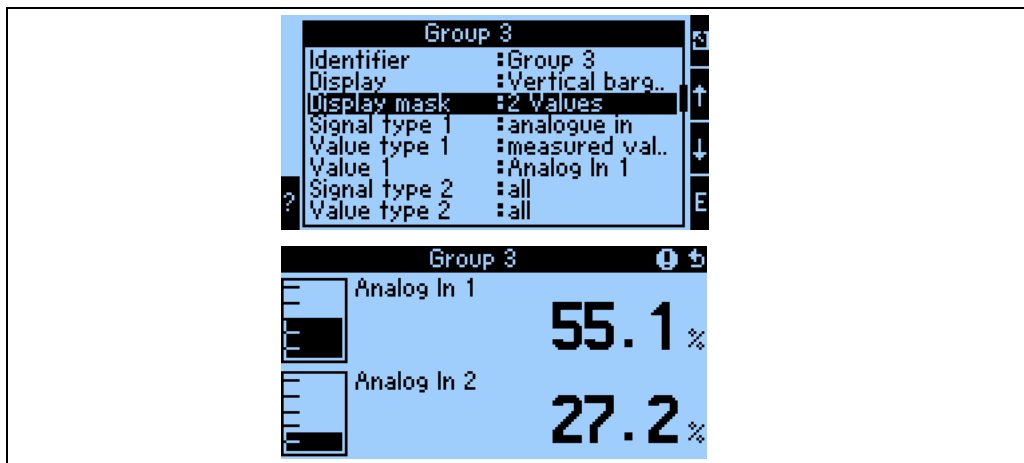 Group 3
Identifier :Group 3
Display :Vertical barg..
Display mask :2 Values
Signal type 1 :analogue in
Value type 1 :measured val..
Value 1 :Analog In 1
Signal type 2 :all
Value type 2 :all
? E
Group 3
Analog In 1
55.1 %
Analog In 2
27.2 %